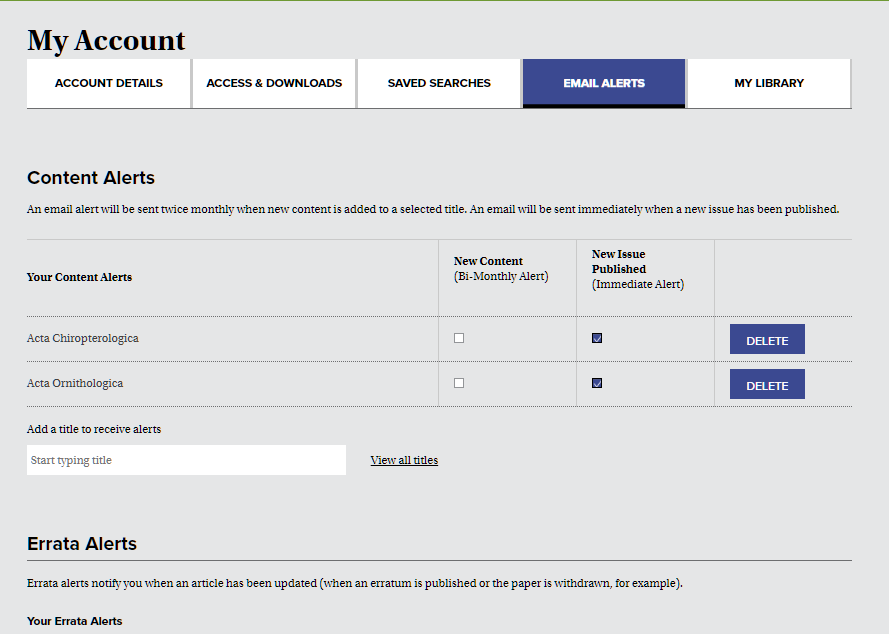 My Account
ACCOUNT DETAILS ACCESS & DOWNLOADS SAVED SEARCHES EMAIL ALERTS MY LIBRARY
Content Alerts
An email alert will be sent twice monthly when new content is added to a selected title. An email will be sent immediately when a new issue has been published.
Your Content Alerts
New Content
(Bi-Monthly Alert)
New Issue
Published
(Immediate Alert)
Acta Chiropterologica DELETE
Acta Ornithologica DELETE
Add a title to receive alerts
Start typing title View all titles
Errata Alerts
Errata alerts notify you when an article has been updated (when an erratum is published or the paper is withdrawn, for example).
Your Errata Alerts